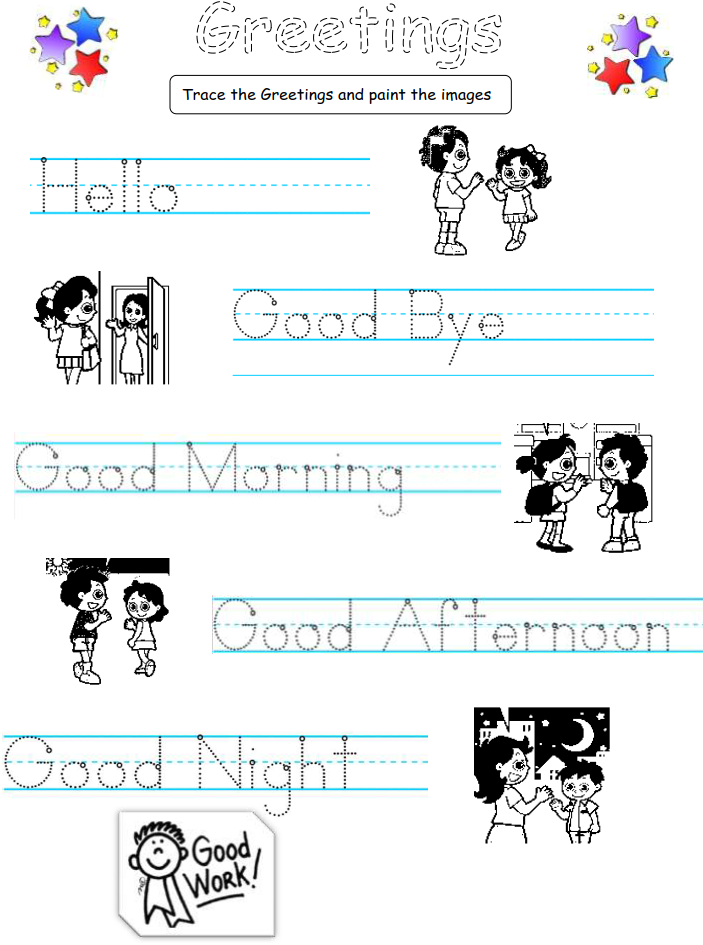 Greetings
Trace the Greetings and paint the images
Hello
Good Bye
Good Morning
Good Afternoon
Good Night
Good
Work!